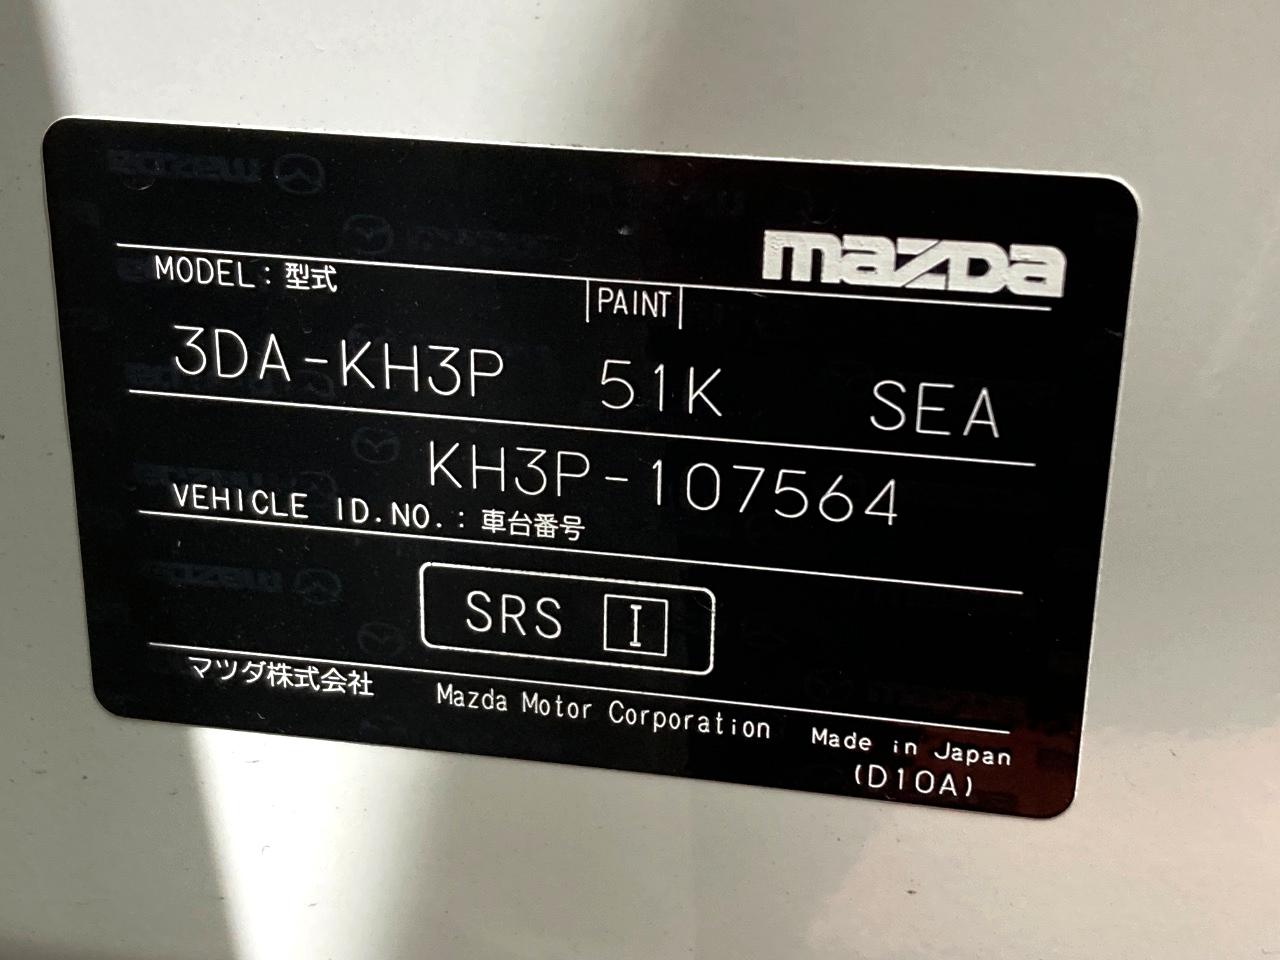 mazda
MODEL : 型式
PAINT
3DA-KH3P 51K SEA
KH3P-107564
VEHICLE ID.NO. : 車台番号
SRS I
マツダ株式会社 Mazda Motor Corporation Made in Japan
(D10A)